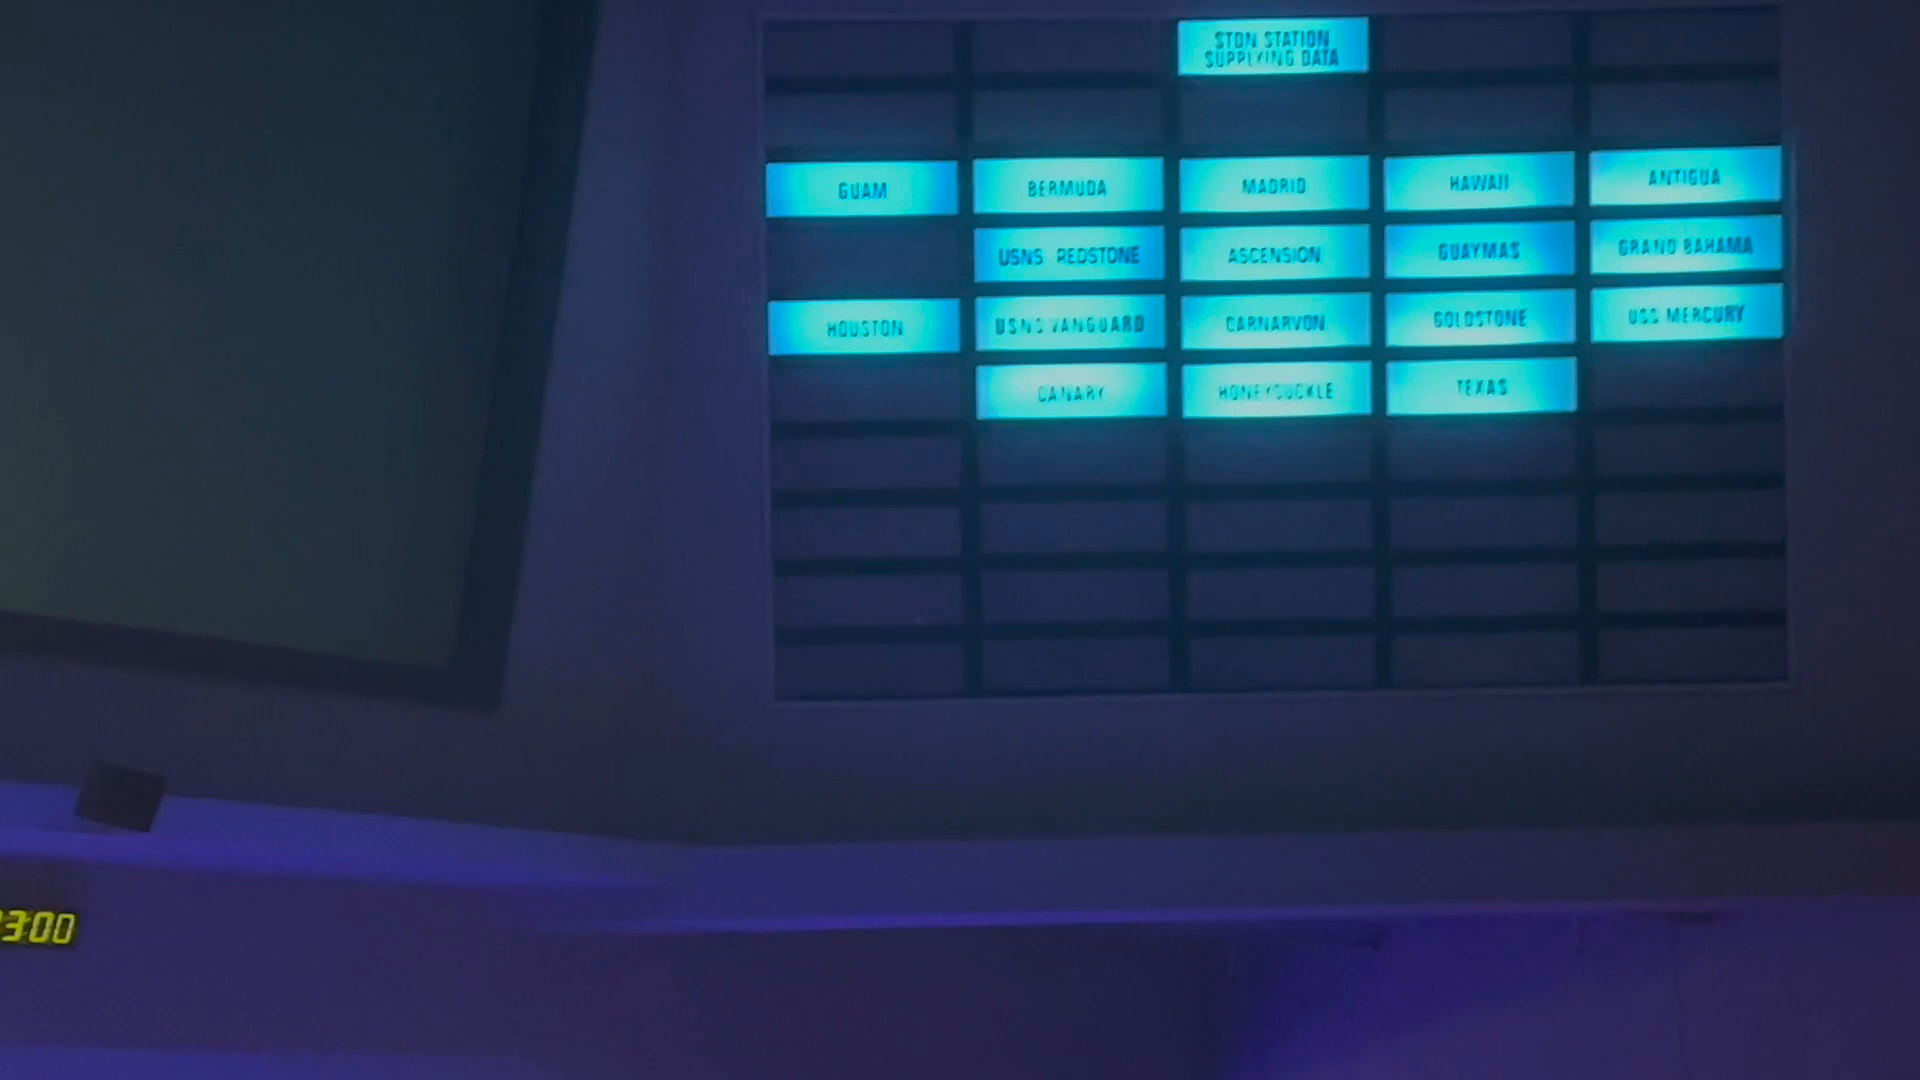 STDN STATION
SUPPLYING DATA
GUAM BERMUDA MADRID HAWAII ANTIGUA
USNS REDSTONE ASCENSION GUAYMAS GRAND BAHAMA
HOUSTON USNS VANGUARD CARNARVON GOLDSTONE USS MERCURY
CANARY HONEYSUCKLE TEXAS
3:00